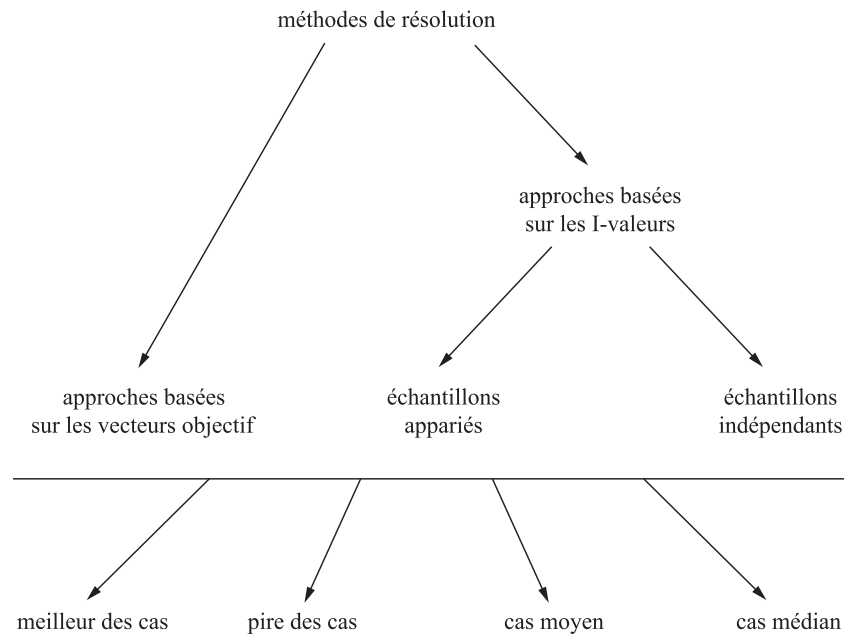 méthodes de résolution
approches basées
sur les I-valeurs
approches basées
sur les vecteurs objectif
échantillons
appariés
échantillons
indépendants
meilleur des cas
pire des cas
cas moyen
cas médian